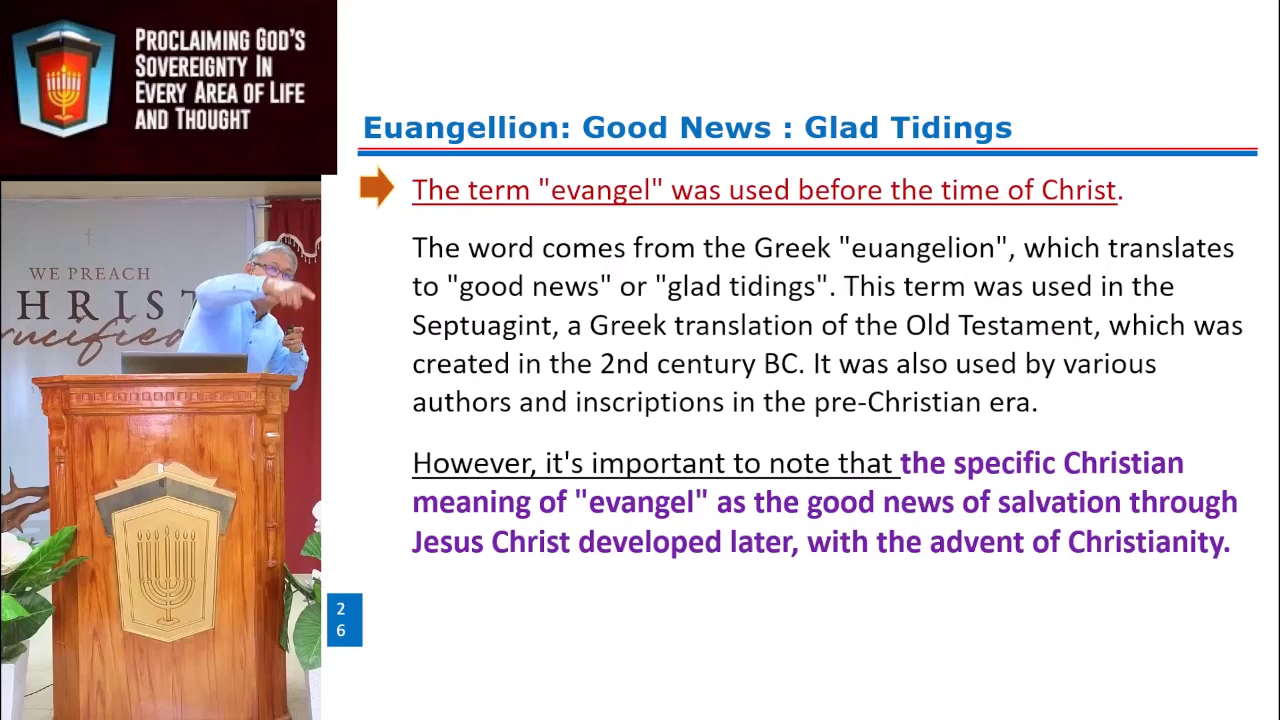 PROCLAIMING GOD'S
SOVEREIGNTY IN
EVERY AREA OF LIFE
AND THOUGHT
Euangellion: Good News : Glad Tidings
The term "evangel" was used before the time of Christ.
The word comes from the Greek "euangelion", which translates
to "good news" or "glad tidings". This term was used in the
Septuagint, a Greek translation of the Old Testament, which was
created in the 2nd century BC. It was also used by various
authors and inscriptions in the pre-Christian era.
However, it's important to note that the specific Christian
meaning of "evangel" as the good news of salvation through
Jesus Christ developed later, with the advent of Christianity.
WE PREACH
HRIST
rucified
2
6